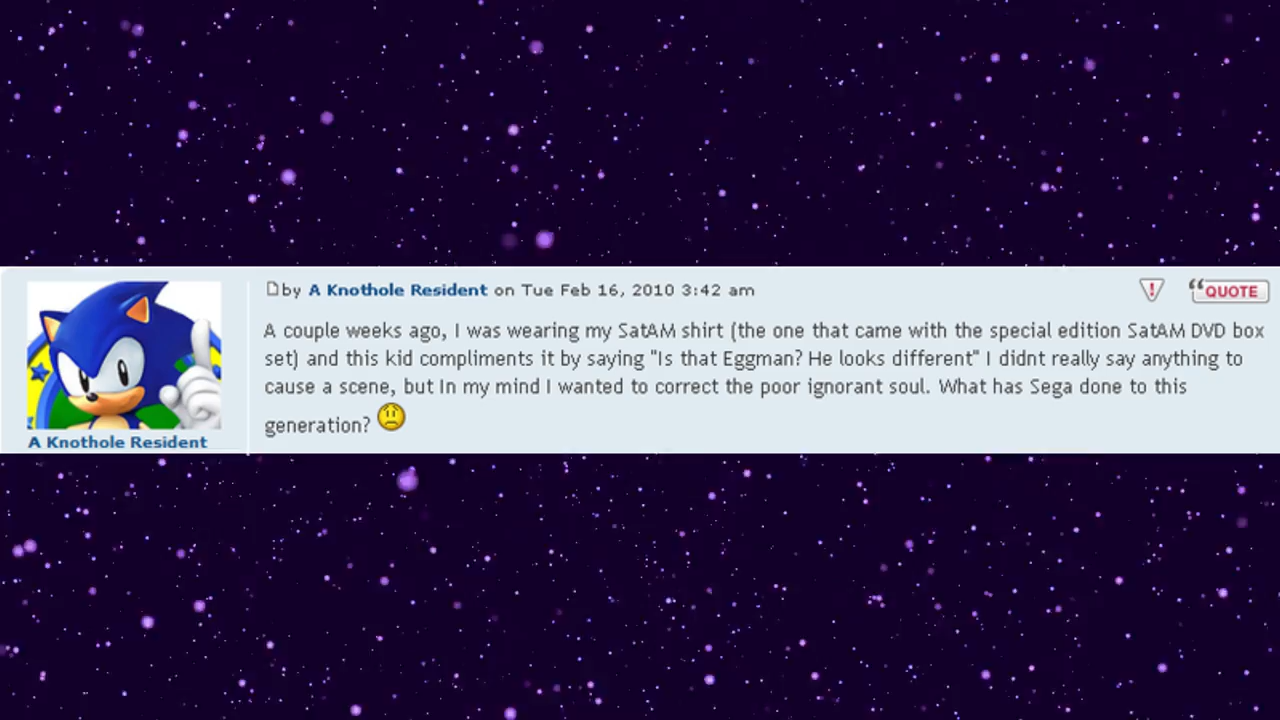 by A Knothole Resident on Tue Feb 16, 2010 3:42 am
! “QUOTE
A couple weeks ago, I was wearing my SatAM shirt (the one that came with the special edition SatAM DVD box
set) and this kid compliments it by saying "Is that Eggman? He looks different" I didnt really say anything to
cause a scene, but In my mind I wanted to correct the poor ignorant soul. What has Sega done to this
generation?
A Knothole Resident